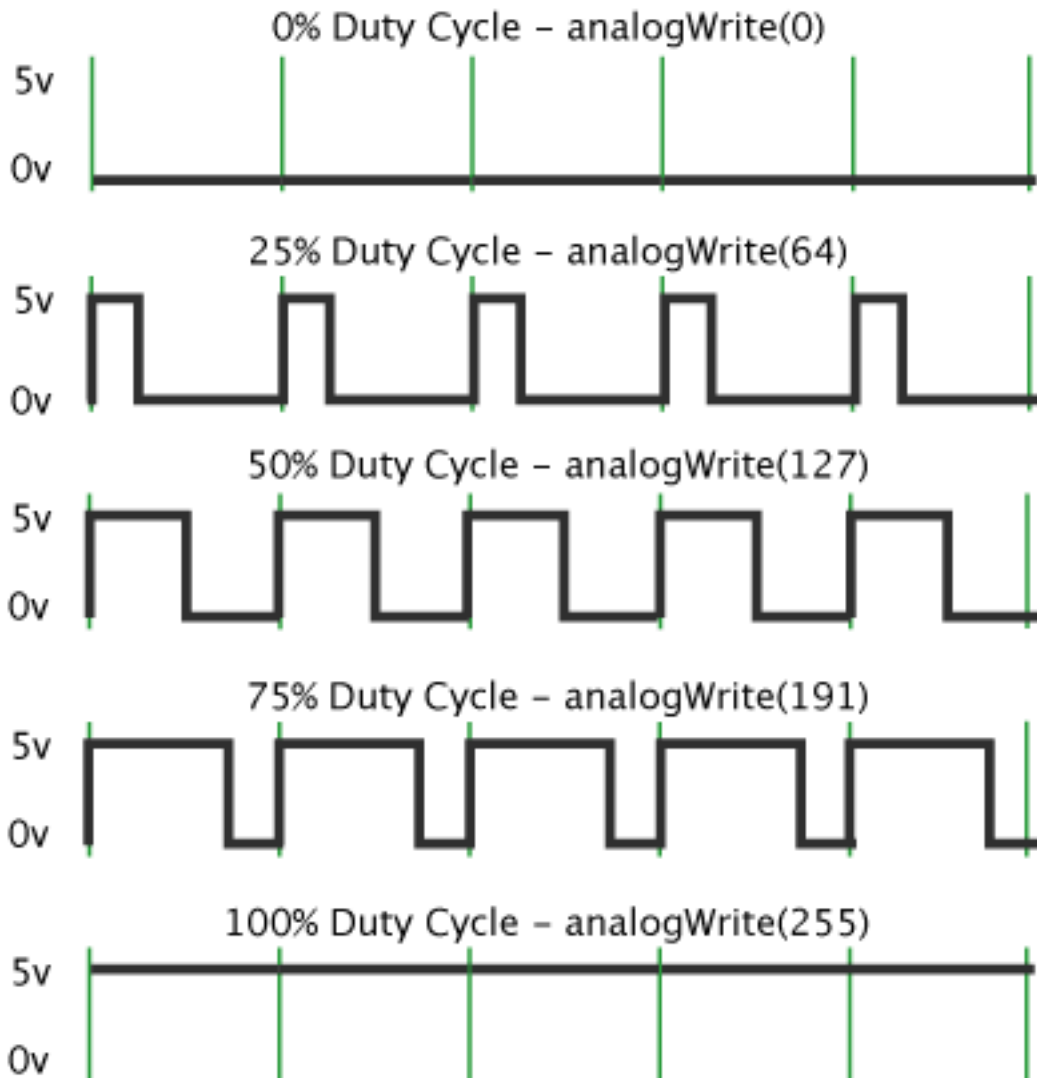 0% Duty Cycle – analogWrite(0)
5v
0v
25% Duty Cycle – analogWrite(64)
5v
0v
50% Duty Cycle – analogWrite(127)
5v
0v
75% Duty Cycle – analogWrite(191)
5v
0v
100% Duty Cycle – analogWrite(255)
5v
0v